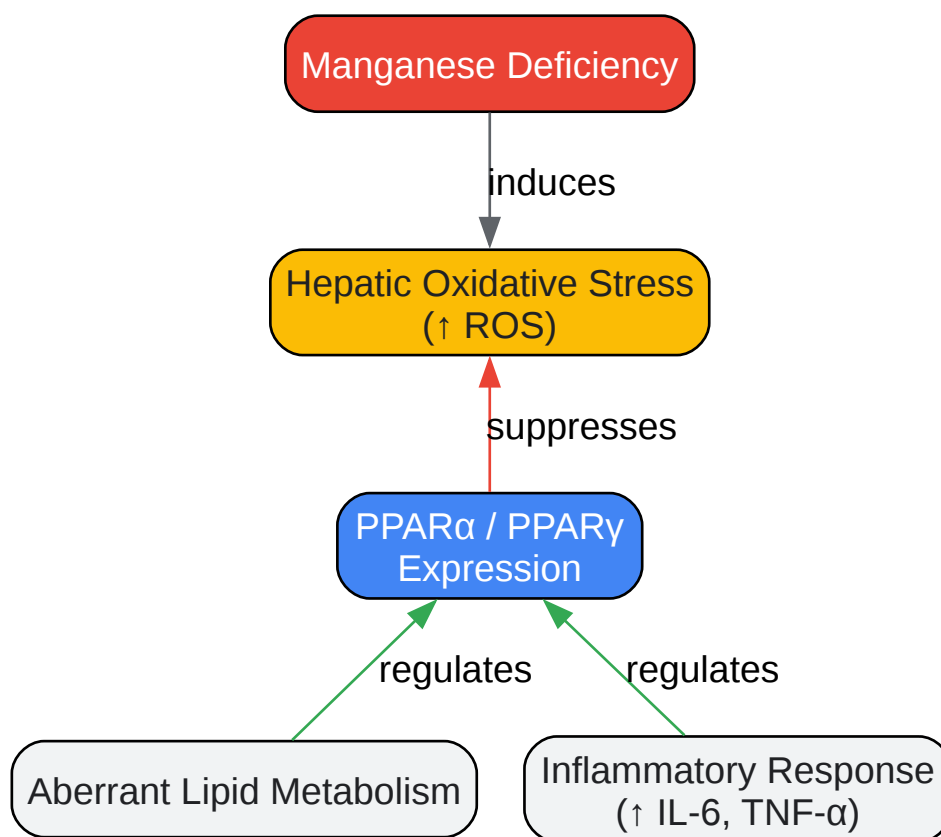 Manganese Deficiency
induces
Hepatic Oxidative Stress
(↑ ROS)
suppresses
PPARα / PPARγ
Expression
regulates
regulates
Aberrant Lipid Metabolism
Inflammatory Response
(↑ IL-6, TNF-α)